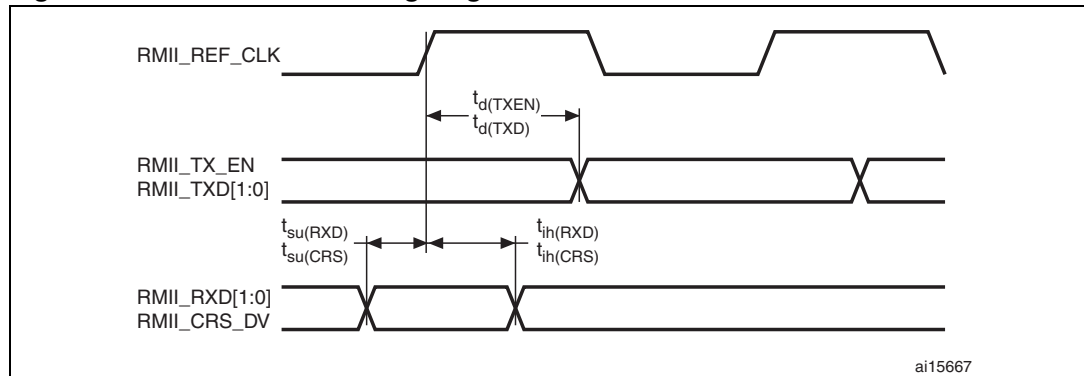 RMII_REF_CLK
td(TXEN)
td(TXD)
RMII_TX_EN
RMII_TXD[1:0]
tsu(RXD)
tsu(CRS)
tih(RXD)
tih(CRS)
RMII_RXD[1:0]
RMII_CRS_DV
ai15667